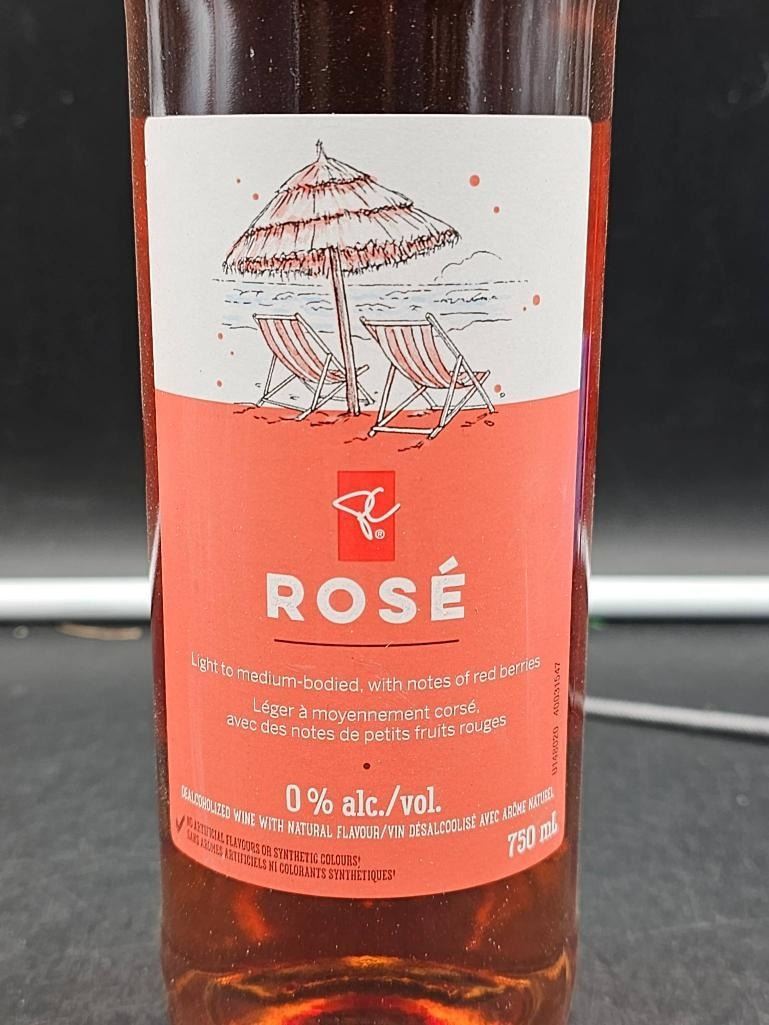 PC®
ROSÉ
Light to medium-bodied, with notes of red berries
Léger à moyennement corsé,
avec des notes de petits fruits rouges
0 % alc./vol.
DEALCOHOLIZED WINE WITH NATURAL FLAVOUR/VIN DÉSALCOOLISÉ AVEC ARÔME NATUREL
✓ NO ARTIFICIAL FLAVOURS OR SYNTHETIC COLOURS†
SANS ARÔMES ARTIFICIELS NI COLORANTS SYNTHÉTIQUES†
750 mL
0148020 40031547